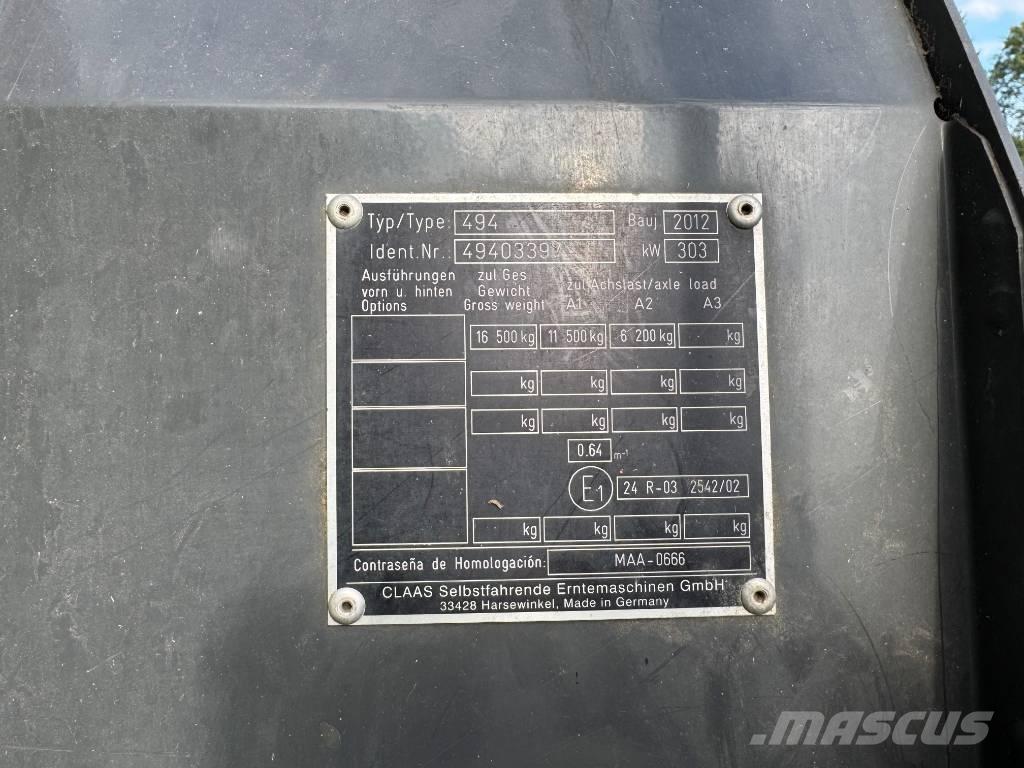 Typ/Type: 494 Bauj. 2012
Ident.Nr.: kW 303
Ausführungen zul Ges
vorn u. hinten Gewicht zul Achslast/axle load
Options Gross weight A1 A2 A3
16 500 kg 11 500 kg 6 200 kg kg
kg kg kg kg
kg kg kg kg
0.64 m⁻¹
E1 24 R-03 2542/02
kg kg kg kg
Contraseña de Homologación: MAA-0666
CLAAS Selbstfahrende Erntemaschinen GmbH
33428 Harsewinkel, Made in Germany
MASCUS